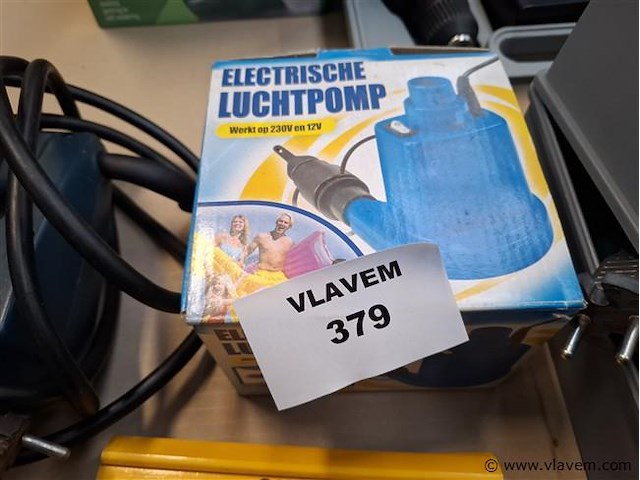 ELECTRISCHE
LUCHTPOMP
Werkt op 230V en 12V
VLAVEM
379
© www.vlavem.com